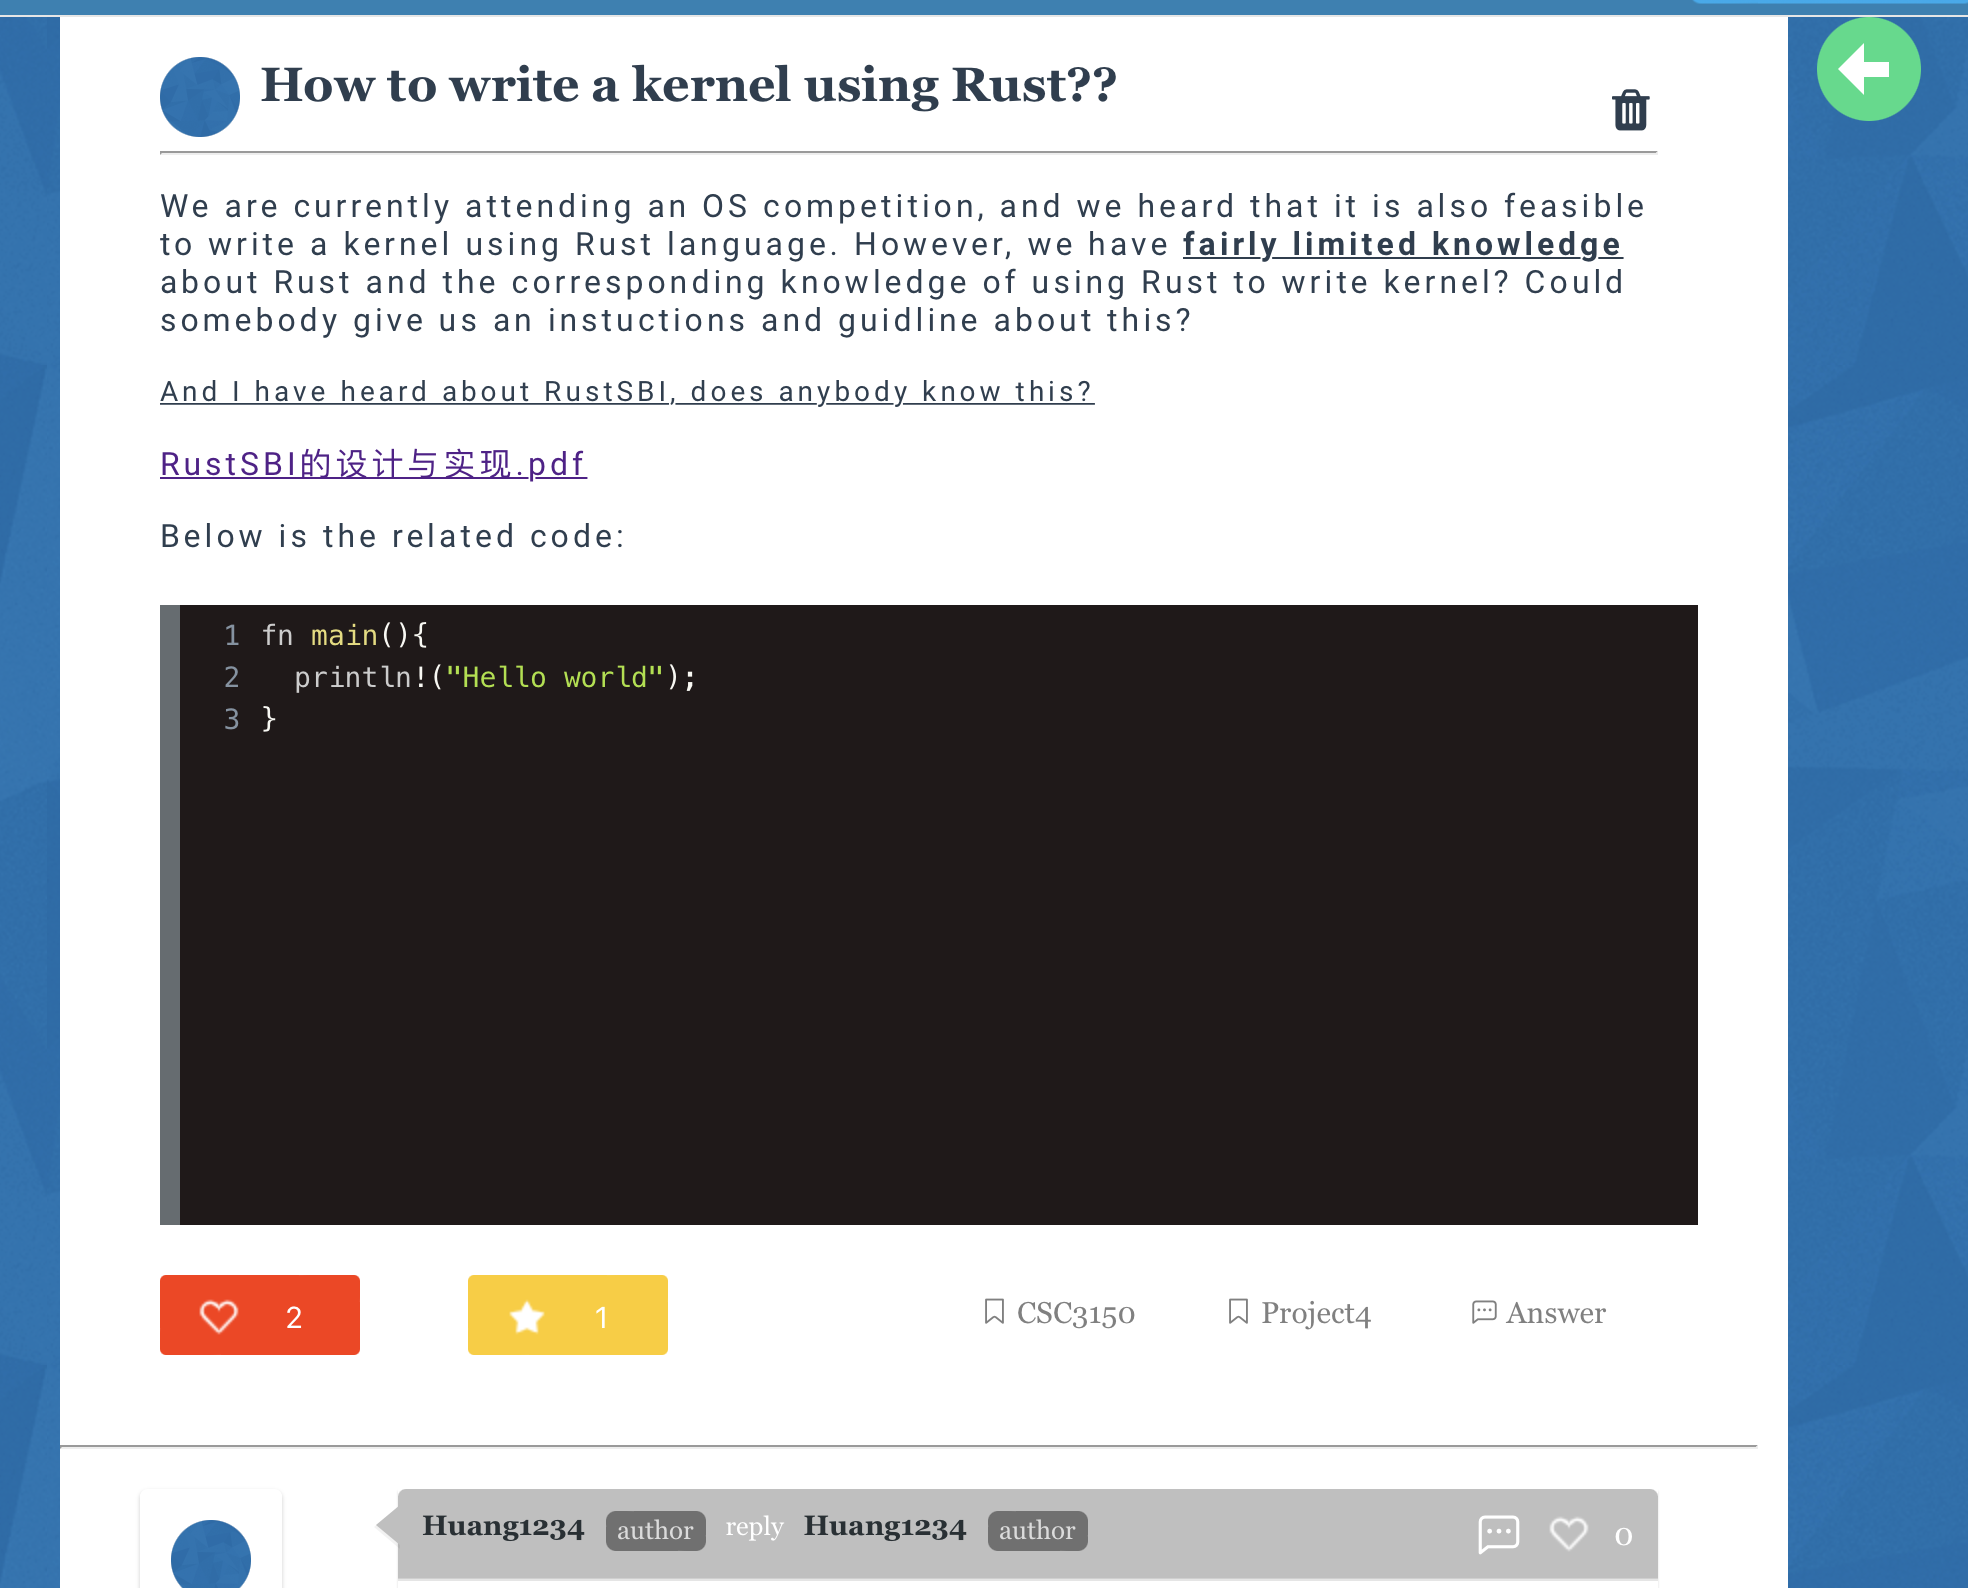 How to write a kernel using Rust??
We are currently attending an OS competition, and we heard that it is also feasible
to write a kernel using Rust language. However, we have fairly limited knowledge
about Rust and the corresponding knowledge of using Rust to write kernel? Could
somebody give us an instuctions and guidline about this?
And I have heard about RustSBI, does anybody know this?
RustSBI的设计与实现.pdf
Below is the related code:
1 fn main(){
2   println!("Hello world");
3 }
2
1
CSC3150
Project4
Answer
Huang1234 author reply Huang1234 author
0